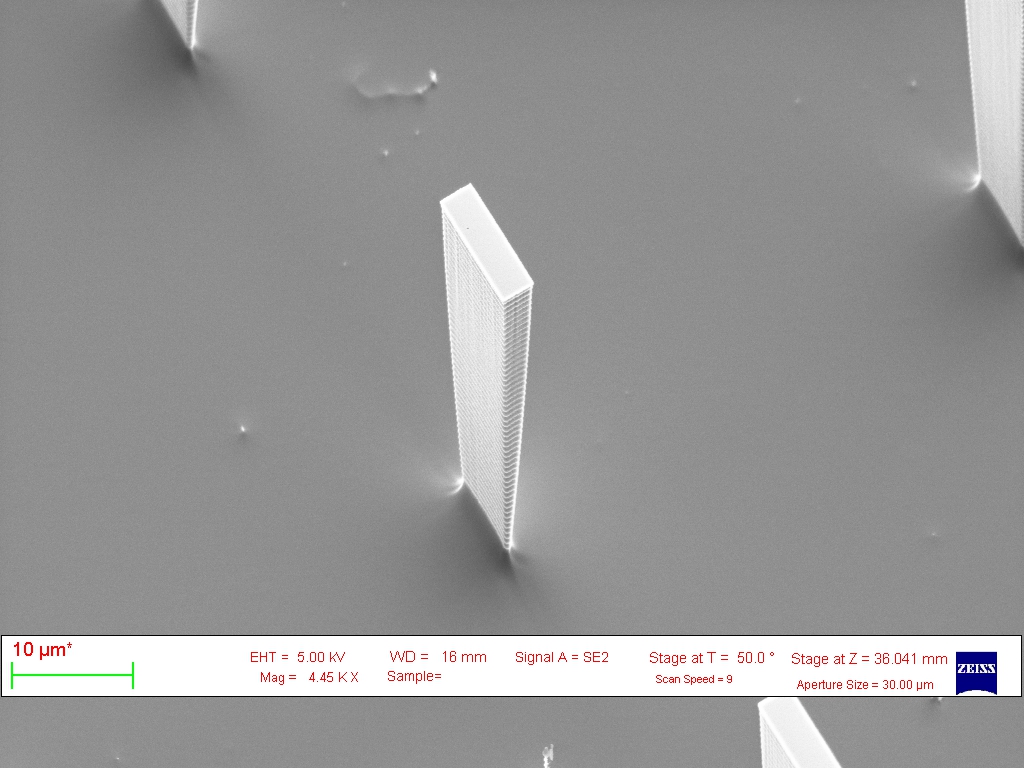 10 µm*
EHT = 5.00 kV WD = 16 mm Signal A = SE2 Stage at T = 50.0 ° Stage at Z = 36.041 mm
Mag = 4.45 K X Sample= Scan Speed = 9 Aperture Size = 30.00 µm
ZEISS